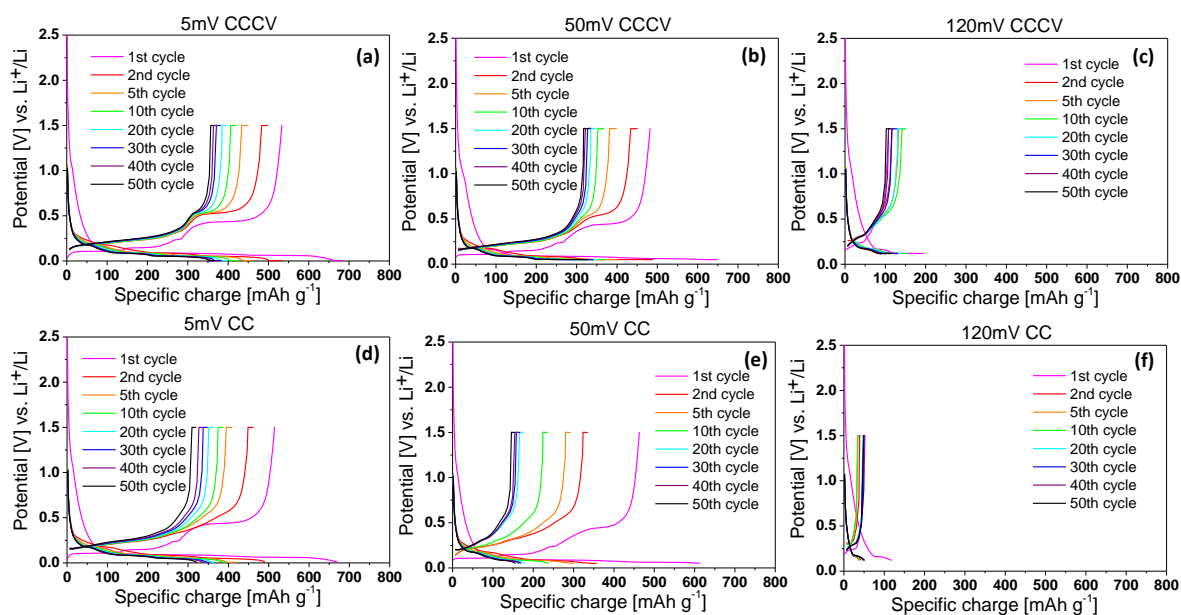 5mV CCCV
(a)
1st cycle
2nd cycle
5th cycle
10th cycle
20th cycle
30th cycle
40th cycle
50th cycle
Potential [V] vs. Li⁺/Li
2.5
2.0
1.5
1.0
0.5
0.0
0 100 200 300 400 500 600 700 800
Specific charge [mAh g⁻¹]
50mV CCCV
(b)
1st cycle
2nd cycle
5th cycle
10th cycle
20th cycle
30th cycle
40th cycle
50th cycle
Potential [V] vs. Li⁺/Li
2.5
2.0
1.5
1.0
0.5
0.0
0 100 200 300 400 500 600 700 800
Specific charge [mAh g⁻¹]
120mV CCCV
(c)
1st cycle
2nd cycle
5th cycle
10th cycle
20th cycle
30th cycle
40th cycle
50th cycle
Potential [V] vs. Li⁺/Li
2.5
2.0
1.5
1.0
0.5
0.0
0 100 200 300 400 500 600 700 800
Specific charge [mAh g⁻¹]
5mV CC
(d)
1st cycle
2nd cycle
5th cycle
10th cycle
20th cycle
30th cycle
40th cycle
50th cycle
Potential [V] vs. Li⁺/Li
2.5
2.0
1.5
1.0
0.5
0.0
0 100 200 300 400 500 600 700 800
Specific charge [mAh g⁻¹]
50mV CC
(e)
1st cycle
2nd cycle
5th cycle
10th cycle
20th cycle
30th cycle
40th cycle
50th cycle
Potential [V] vs. Li⁺/Li
2.5
2.0
1.5
1.0
0.5
0.0
0 100 200 300 400 500 600 700 800
Specific charge [mAh g⁻¹]
120mV CC
(f)
1st cycle
2nd cycle
5th cycle
10th cycle
20th cycle
30th cycle
40th cycle
50th cycle
Potential [V] vs. Li⁺/Li
2.5
2.0
1.5
1.0
0.5
0.0
0 100 200 300 400 500 600 700 800
Specific charge [mAh g⁻¹]